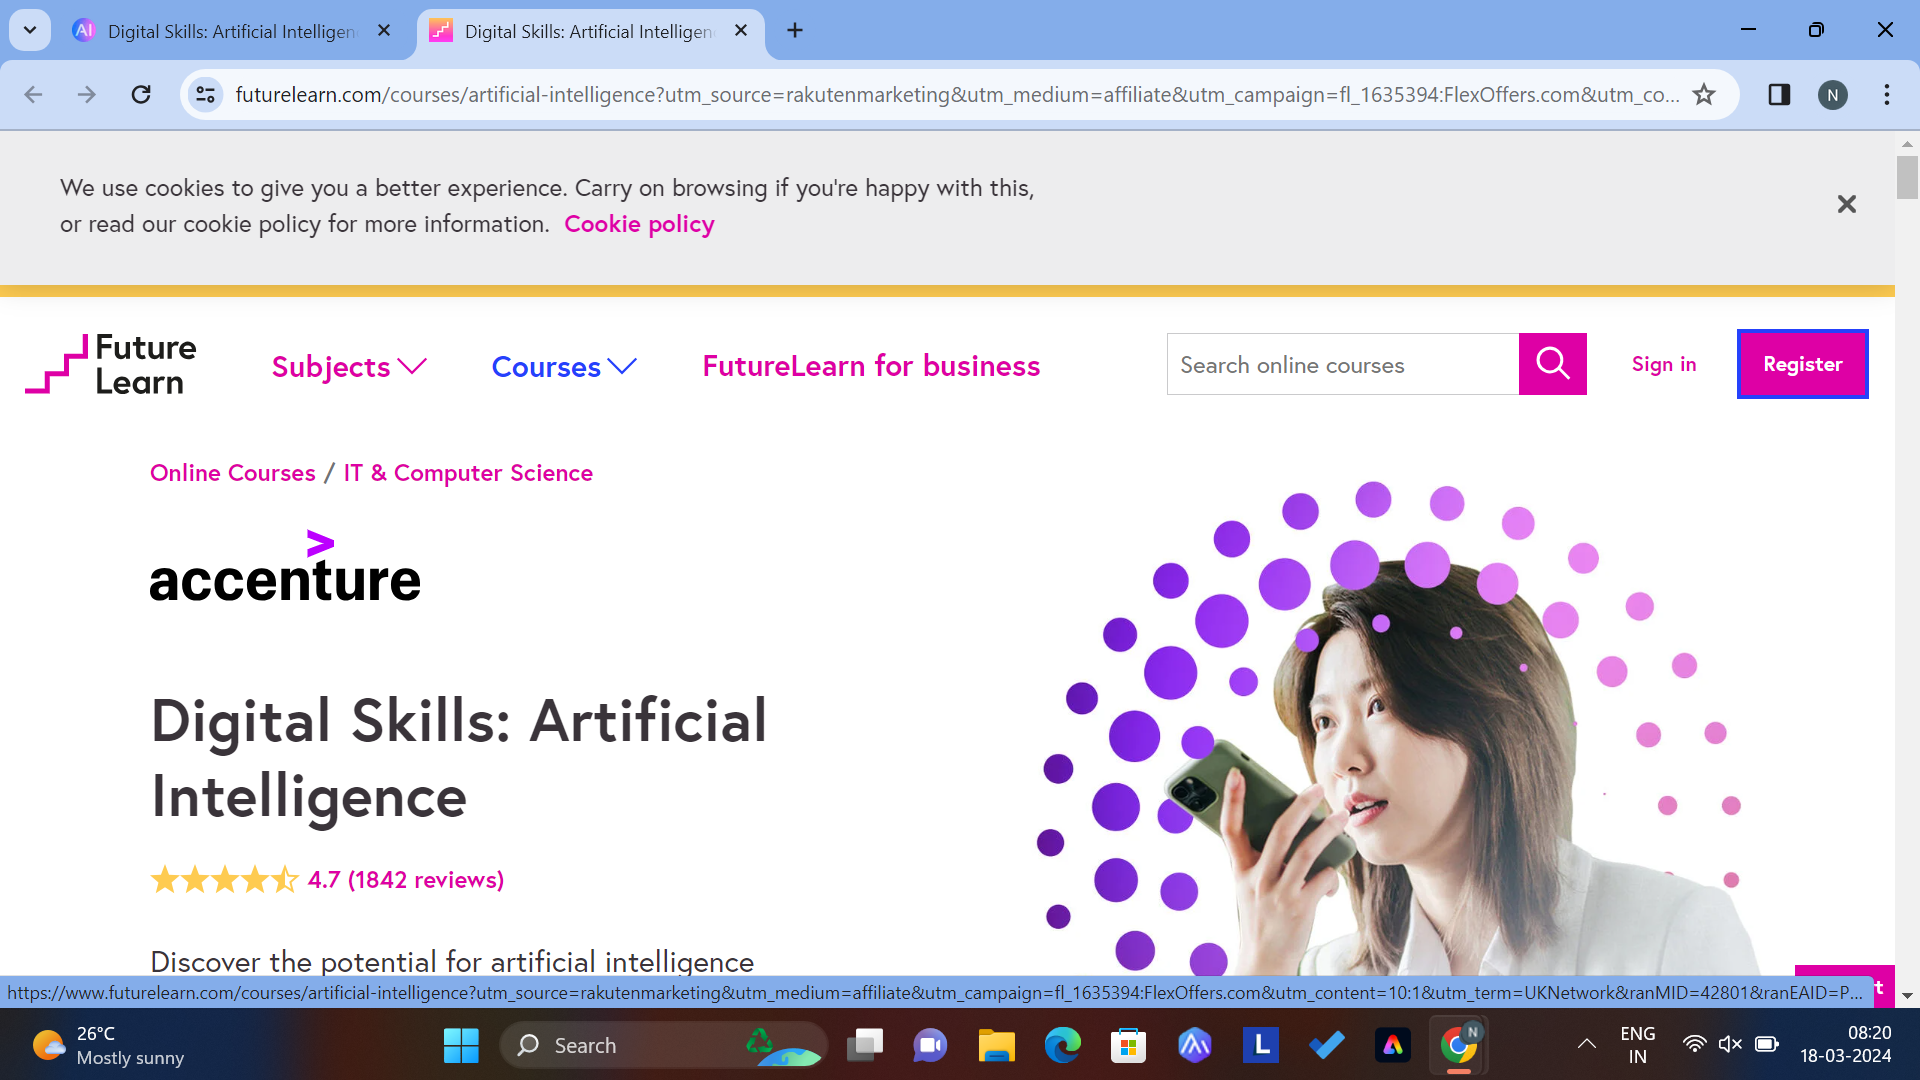 AI Digital Skills: Artificial Intelligen
Digital Skills: Artificial Intelligen
futurelearn.com/courses/artificial-intelligence?utm_source=rakutenmarketing&utm_medium=affiliate&utm_campaign=fl_1635394:FlexOffers.com&utm_co...
N
We use cookies to give you a better experience. Carry on browsing if you're happy with this,
or read our cookie policy for more information. Cookie policy
Future
Learn
Subjects
Courses
FutureLearn for business
Search online courses
Sign in
Register
Online Courses / IT & Computer Science
>
accenture
Digital Skills: Artificial
Intelligence
4.7 (1842 reviews)
Discover the potential for artificial intelligence
https://www.futurelearn.com/courses/artificial-intelligence?utm_source=rakutenmarketing&utm_medium=affiliate&utm_campaign=fl_1635394:FlexOffers.com&utm_content=10:1&utm_term=UKNetwork&ranMID=42801&ranEAID=P...
26°C
Mostly sunny
Search
L
N
ENG
IN
08:20
18-03-2024